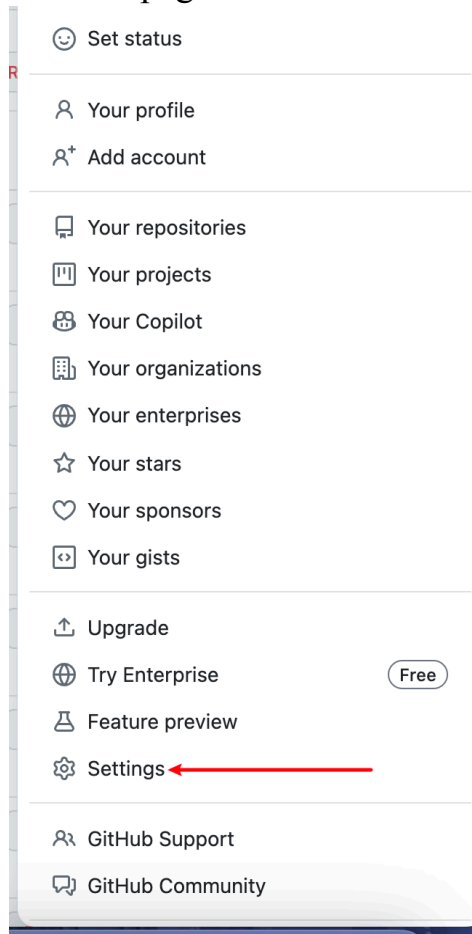 Set status
R
Your profile
Add account
Your repositories
Your projects
Your Copilot
Your organizations
Your enterprises
Your stars
Your sponsors
Your gists
Upgrade
Try Enterprise Free
Feature preview
Settings
GitHub Support
GitHub Community